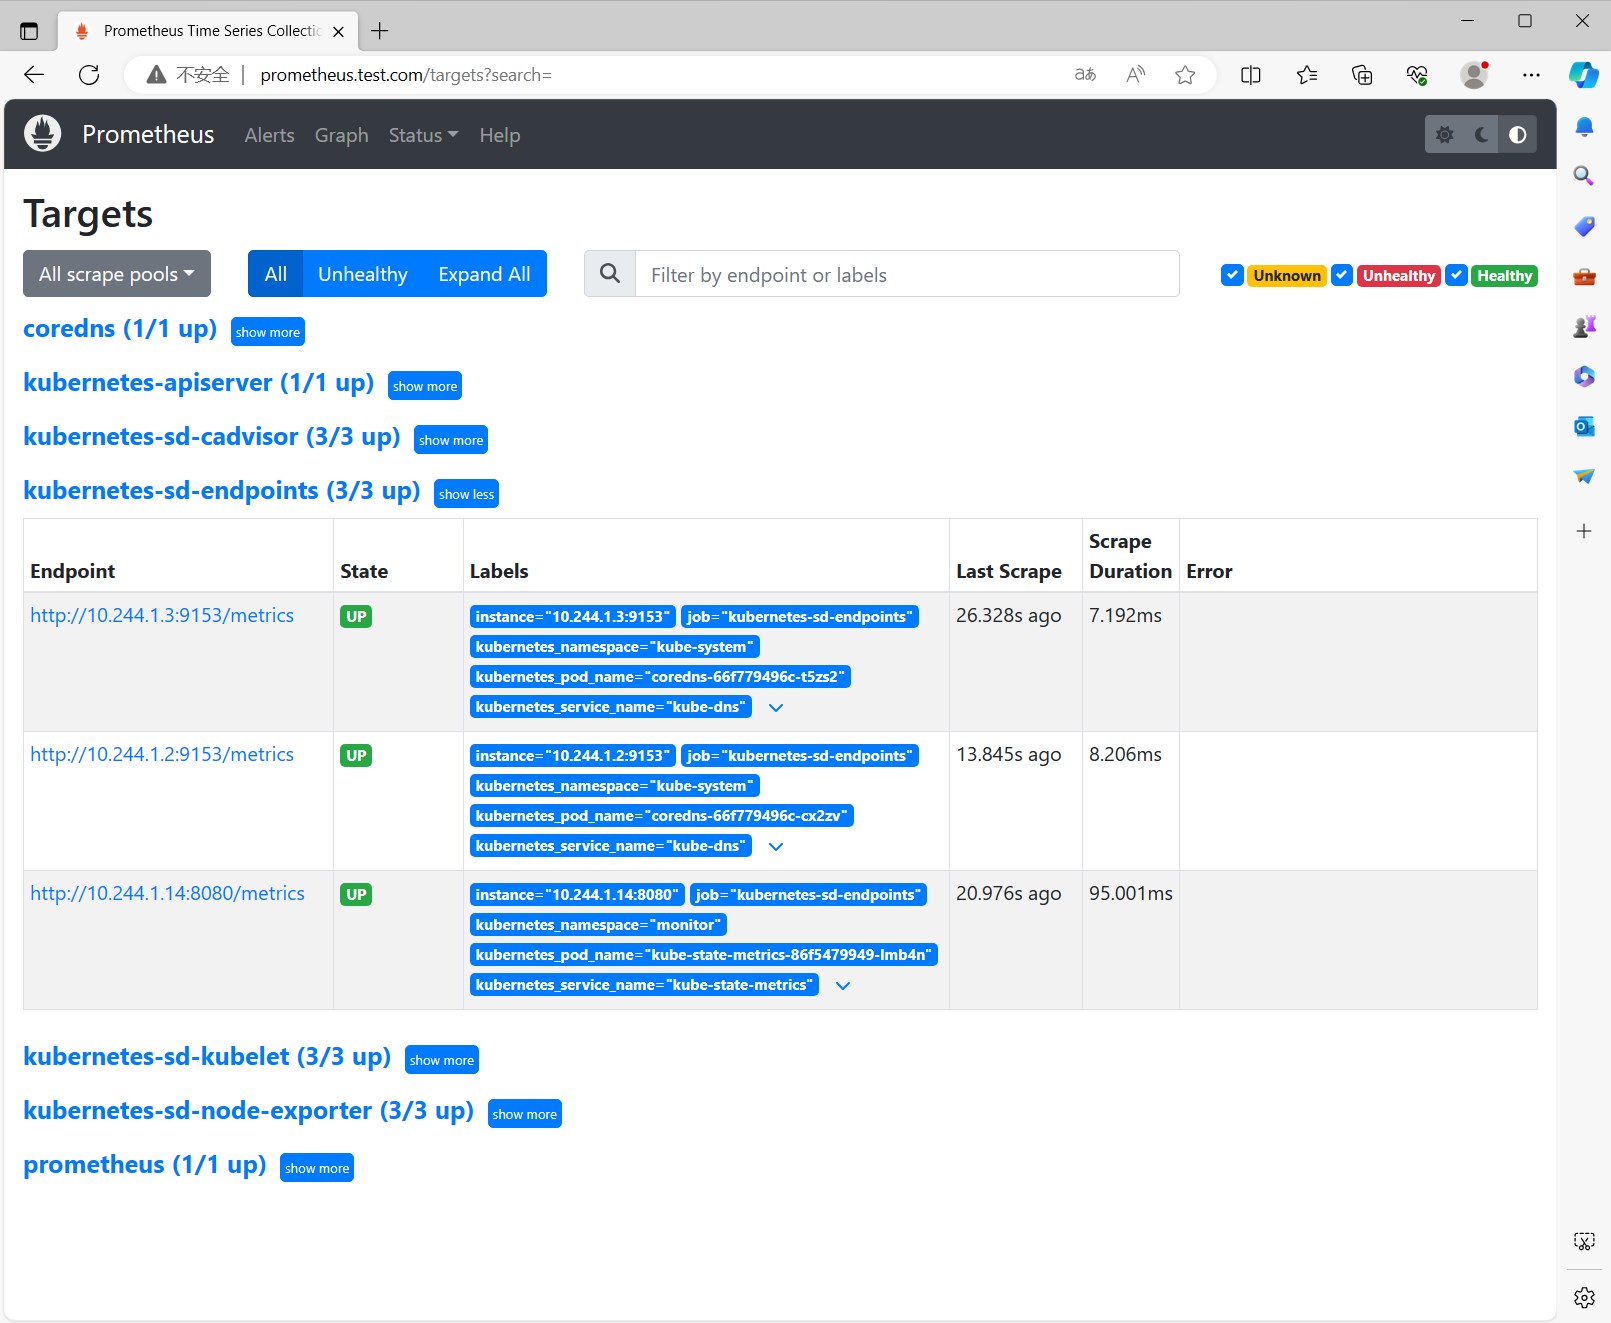 Prometheus Time Series Collectic
不安全
prometheus.test.com/targets?search=
aあ
Prometheus Alerts Graph Status Help
Targets
All scrape pools
All Unhealthy Expand All
Filter by endpoint or labels
Unknown Unhealthy Healthy
coredns (1/1 up) show more
kubernetes-apiserver (1/1 up) show more
kubernetes-sd-cadvisor (3/3 up) show more
kubernetes-sd-endpoints (3/3 up) show less
Endpoint State Labels Last Scrape Scrape Duration Error
http://10.244.1.3:9153/metrics UP instance="10.244.1.3:9153" job="kubernetes-sd-endpoints" 26.328s ago 7.192ms
kubernetes_namespace="kube-system"
kubernetes_pod_name="coredns-66f779496c-t5zs2"
kubernetes_service_name="kube-dns"
http://10.244.1.2:9153/metrics UP instance="10.244.1.2:9153" job="kubernetes-sd-endpoints" 13.845s ago 8.206ms
kubernetes_namespace="kube-system"
kubernetes_pod_name="coredns-66f779496c-cx2zv"
kubernetes_service_name="kube-dns"
http://10.244.1.14:8080/metrics UP instance="10.244.1.14:8080" job="kubernetes-sd-endpoints" 20.976s ago 95.001ms
kubernetes_namespace="monitor"
kubernetes_pod_name="kube-state-metrics-86f5479949-lmb4n"
kubernetes_service_name="kube-state-metrics"
kubernetes-sd-kubelet (3/3 up) show more
kubernetes-sd-node-exporter (3/3 up) show more
prometheus (1/1 up) show more